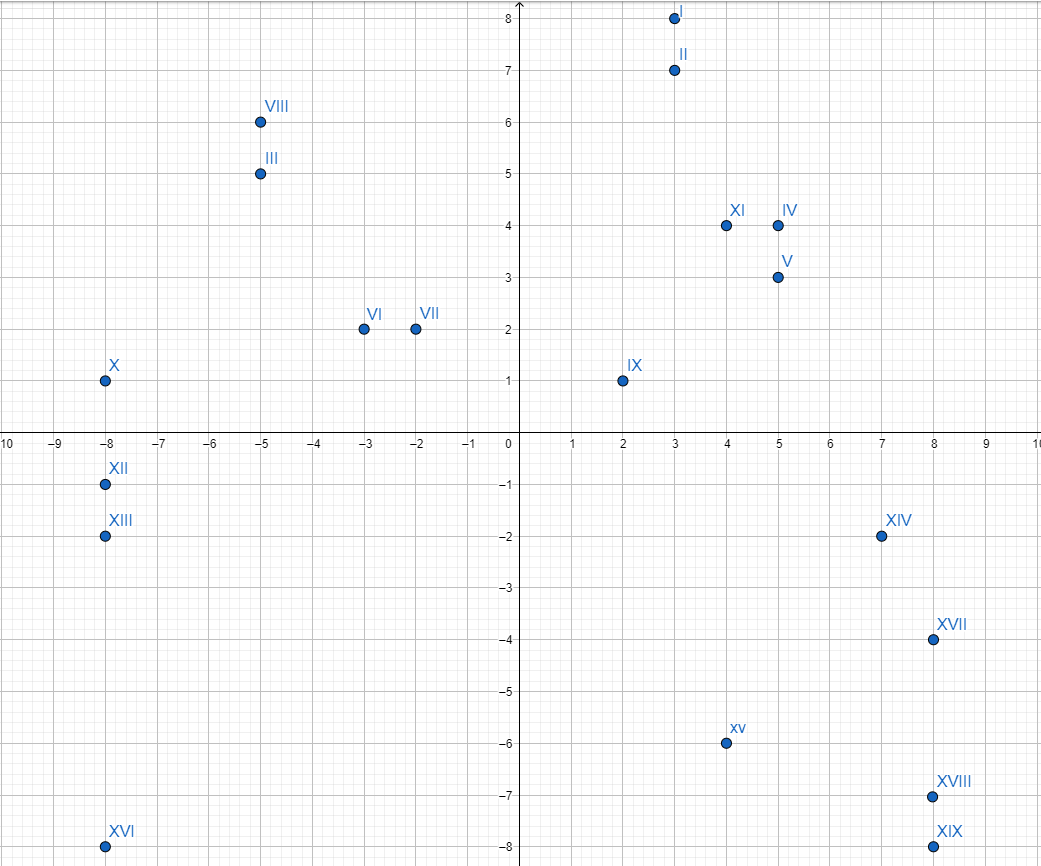 8 I
II
7
VIII
6
III
5
XI IV
4
V
3
VI VII
2
X IX
1
10 –9 –8 –7 –6 –5 –4 –3 –2 –1 0 1 2 3 4 5 6 7 8 9 10
XII
–1
XIII XIV
–2
–3
XVII
–4
–5
xv
–6
XVIII
–7
XVI XIX
–8